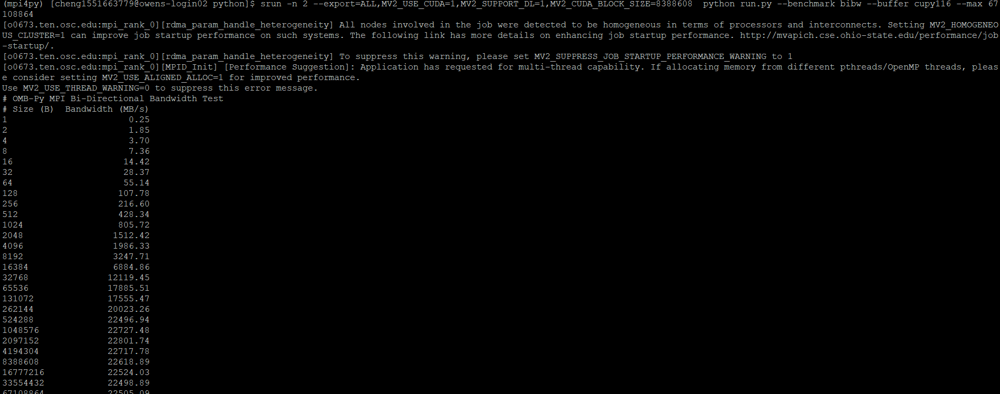 (mpi4py) [cheng1551663779@owens-login02 python]$ srun -n 2 --export=ALL,MV2_USE_CUDA=1,MV2_SUPPORT_DL=1,MV2_CUDA_BLOCK_SIZE=8388608  python run.py --benchmark bibw --buffer cupy116 --max 67
108864
[o0673.ten.osc.edu:mpi_rank_0][rdma_param_handle_heterogeneity] All nodes involved in the job were detected to be homogeneous in terms of processors and interconnects. Setting MV2_HOMOGENEO
US_CLUSTER=1 can improve job startup performance on such systems. The following link has more details on enhancing job startup performance. http://mvapich.cse.ohio-state.edu/performance/job
-startup/.
[o0673.ten.osc.edu:mpi_rank_0][rdma_param_handle_heterogeneity] To suppress this warning, please set MV2_SUPPRESS_JOB_STARTUP_PERFORMANCE_WARNING to 1
[o0673.ten.osc.edu:mpi_rank_0][MPID_Init] [Performance Suggestion]: Application has requested for multi-thread capability. If allocating memory from different pthreads/OpenMP threads, pleas
e consider setting MV2_USE_ALIGNED_ALLOC=1 for improved performance.
Use MV2_USE_THREAD_WARNING=0 to suppress this error message.
# OMB-Py MPI Bi-Directional Bandwidth Test
# Size (B)  Bandwidth (MB/s)
1 0.25
2 1.85
4 3.70
8 7.36
16 14.42
32 28.37
64 55.14
128 107.78
256 216.60
512 428.34
1024 805.72
2048 1512.42
4096 1986.33
8192 3247.71
16384 6884.86
32768 12119.45
65536 17885.51
131072 17555.47
262144 20023.26
524288 22496.94
1048576 22727.48
2097152 22801.74
4194304 22717.78
8388608 22618.89
16777216 22524.03
33554432 22498.89
67108864 22505.09